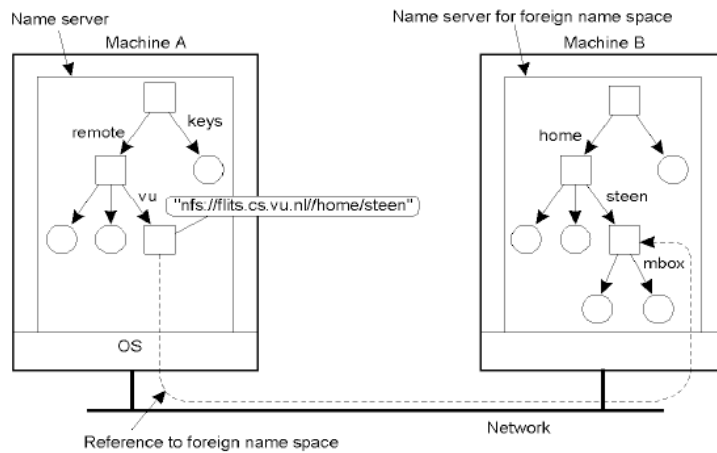 Name server
Name server for foreign name space
Machine A
Machine B
remote
keys
vu
"nfs://flits.cs.vu.nl//home/steen"
home
steen
mbox
OS
Network
Reference to foreign name space